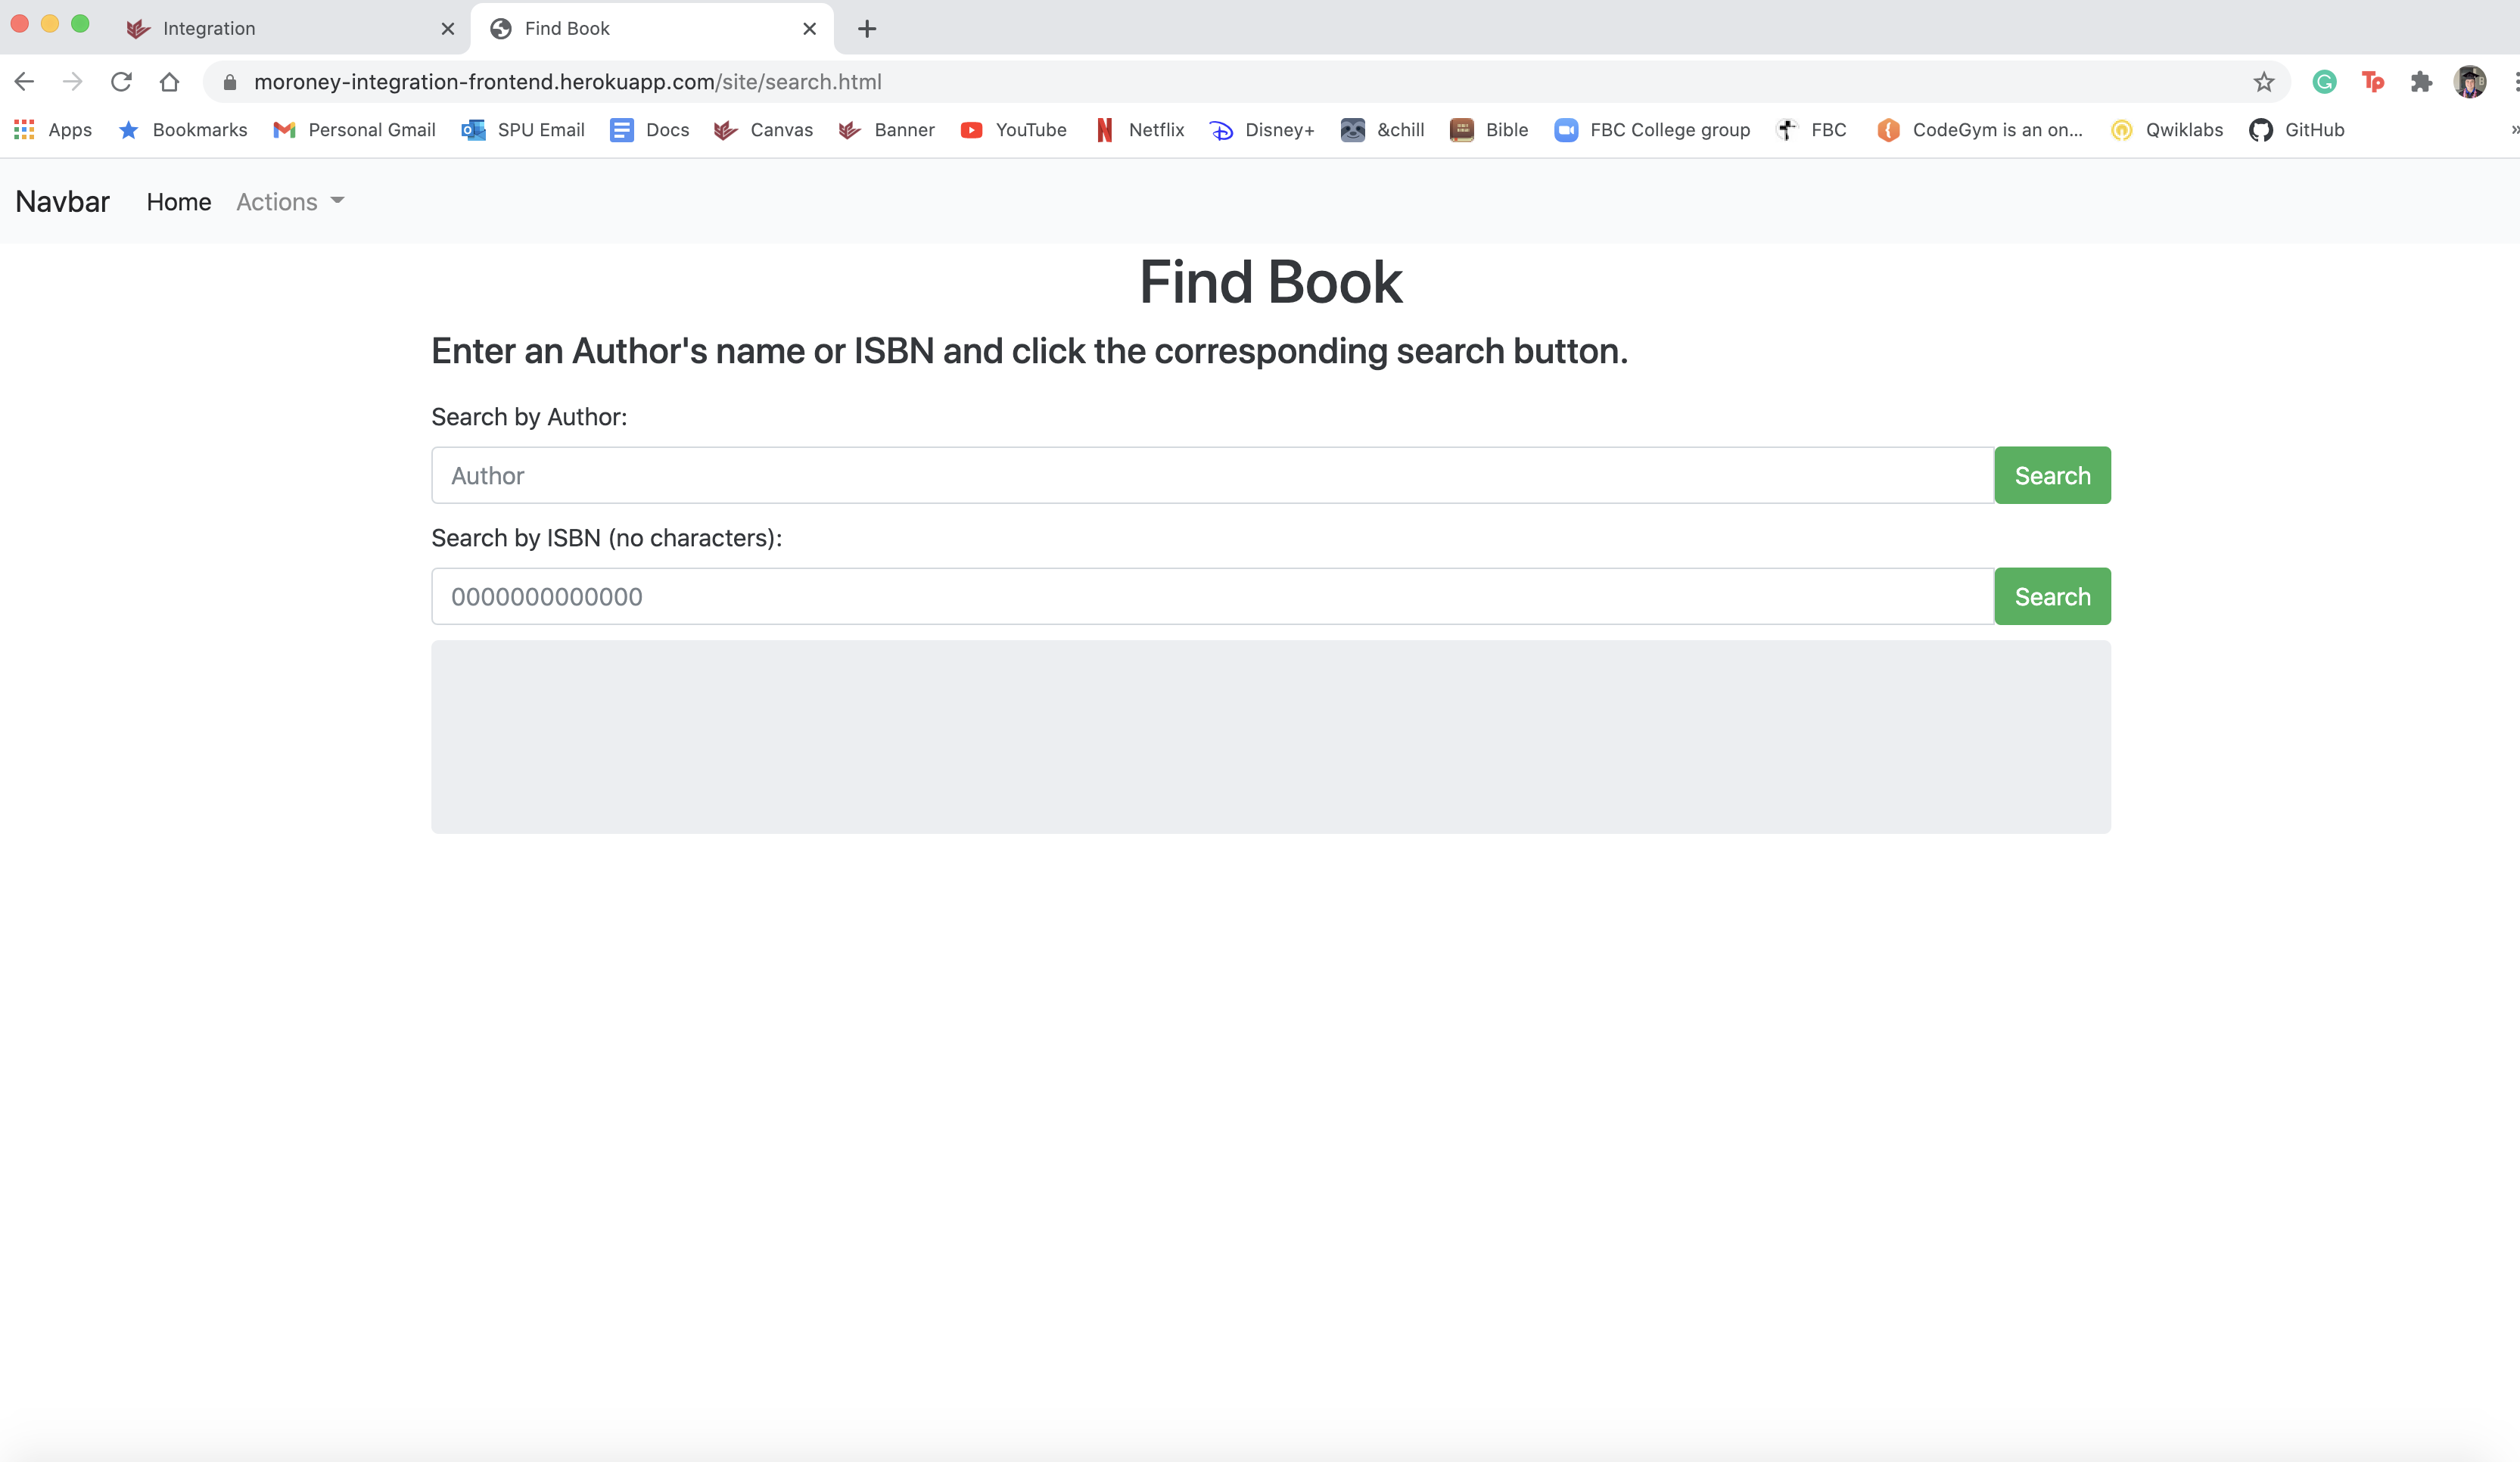 Integration
Find Book
moroney-integration-frontend.herokuapp.com/site/search.html
Apps Bookmarks Personal Gmail SPU Email Docs Canvas Banner YouTube Netflix Disney+ &chill Bible FBC College group FBC CodeGym is an on... Qwiklabs GitHub »
Navbar Home Actions
Find Book
Enter an Author's name or ISBN and click the corresponding search button.
Search by Author:
Author Search
Search by ISBN (no characters):
0000000000000 Search